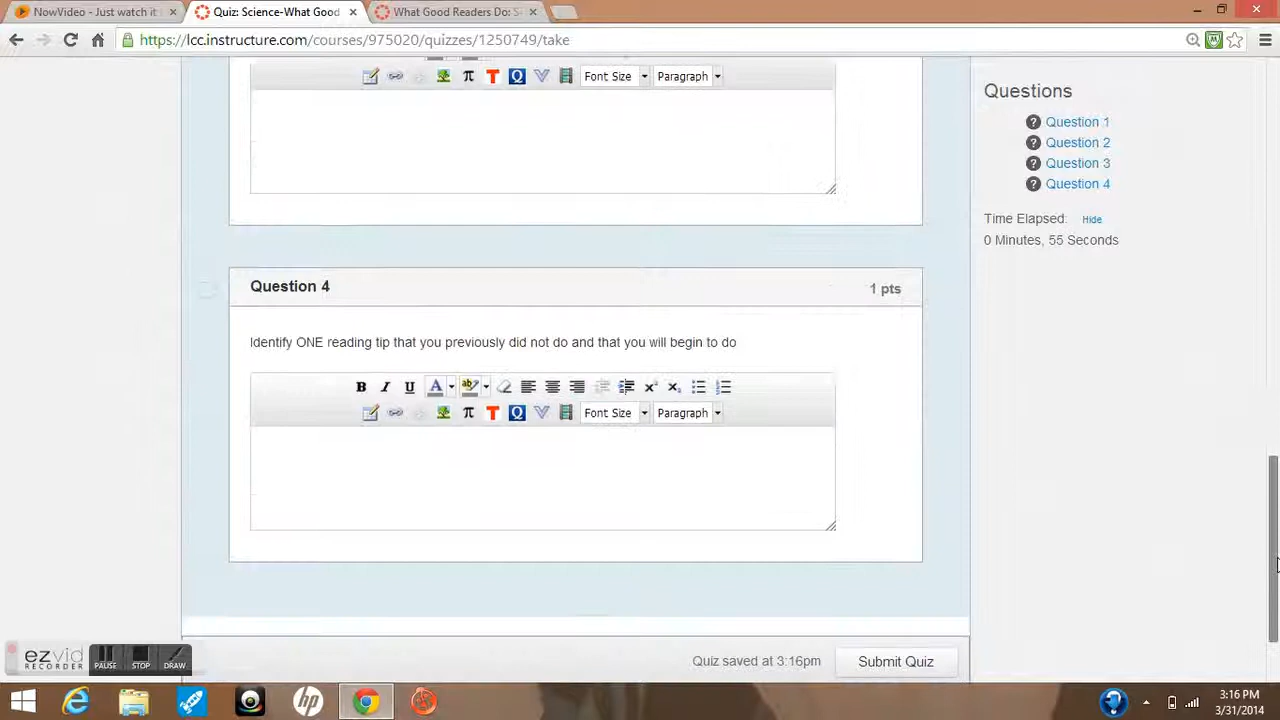 NowVideo - Just watch it
Quiz: Science-What Good
What Good Readers Do: S
https://lcc.instructure.com/courses/975020/quizzes/1250749/take
Font Size
Paragraph
Questions
Question 1
Question 2
Question 3
Question 4
Time Elapsed: Hide
0 Minutes, 55 Seconds
Question 4
1 pts
Identify ONE reading tip that you previously did not do and that you will begin to do
Font Size
Paragraph
ezvid
RECORDER
PAUSE
STOP
DRAW
Quiz saved at 3:16pm
Submit Quiz
3:16 PM
3/31/2014